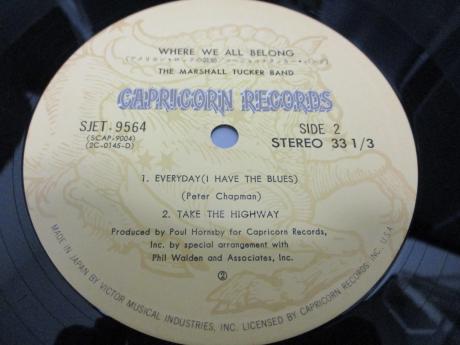 WHERE WE ALL BELONG
THE MARSHALL TUCKER BAND
CAPRICORN RECORDS
SJET-9564
(SCAP-9004)
(2C-0145-D)
SIDE 2
STEREO 33 1/3
1. EVERYDAY(I HAVE THE BLUES)
(Peter Chapman)
2. TAKE THE HIGHWAY
Produced by Paul Hornsby for Capricorn Records,
Inc. by special arrangement with
Phil Walden and Associates, Inc.
②
MADE IN JAPAN BY VICTOR MUSICAL INDUSTRIES, INC. LICENSED BY CAPRICORN RECORDS INC. U.S.A.